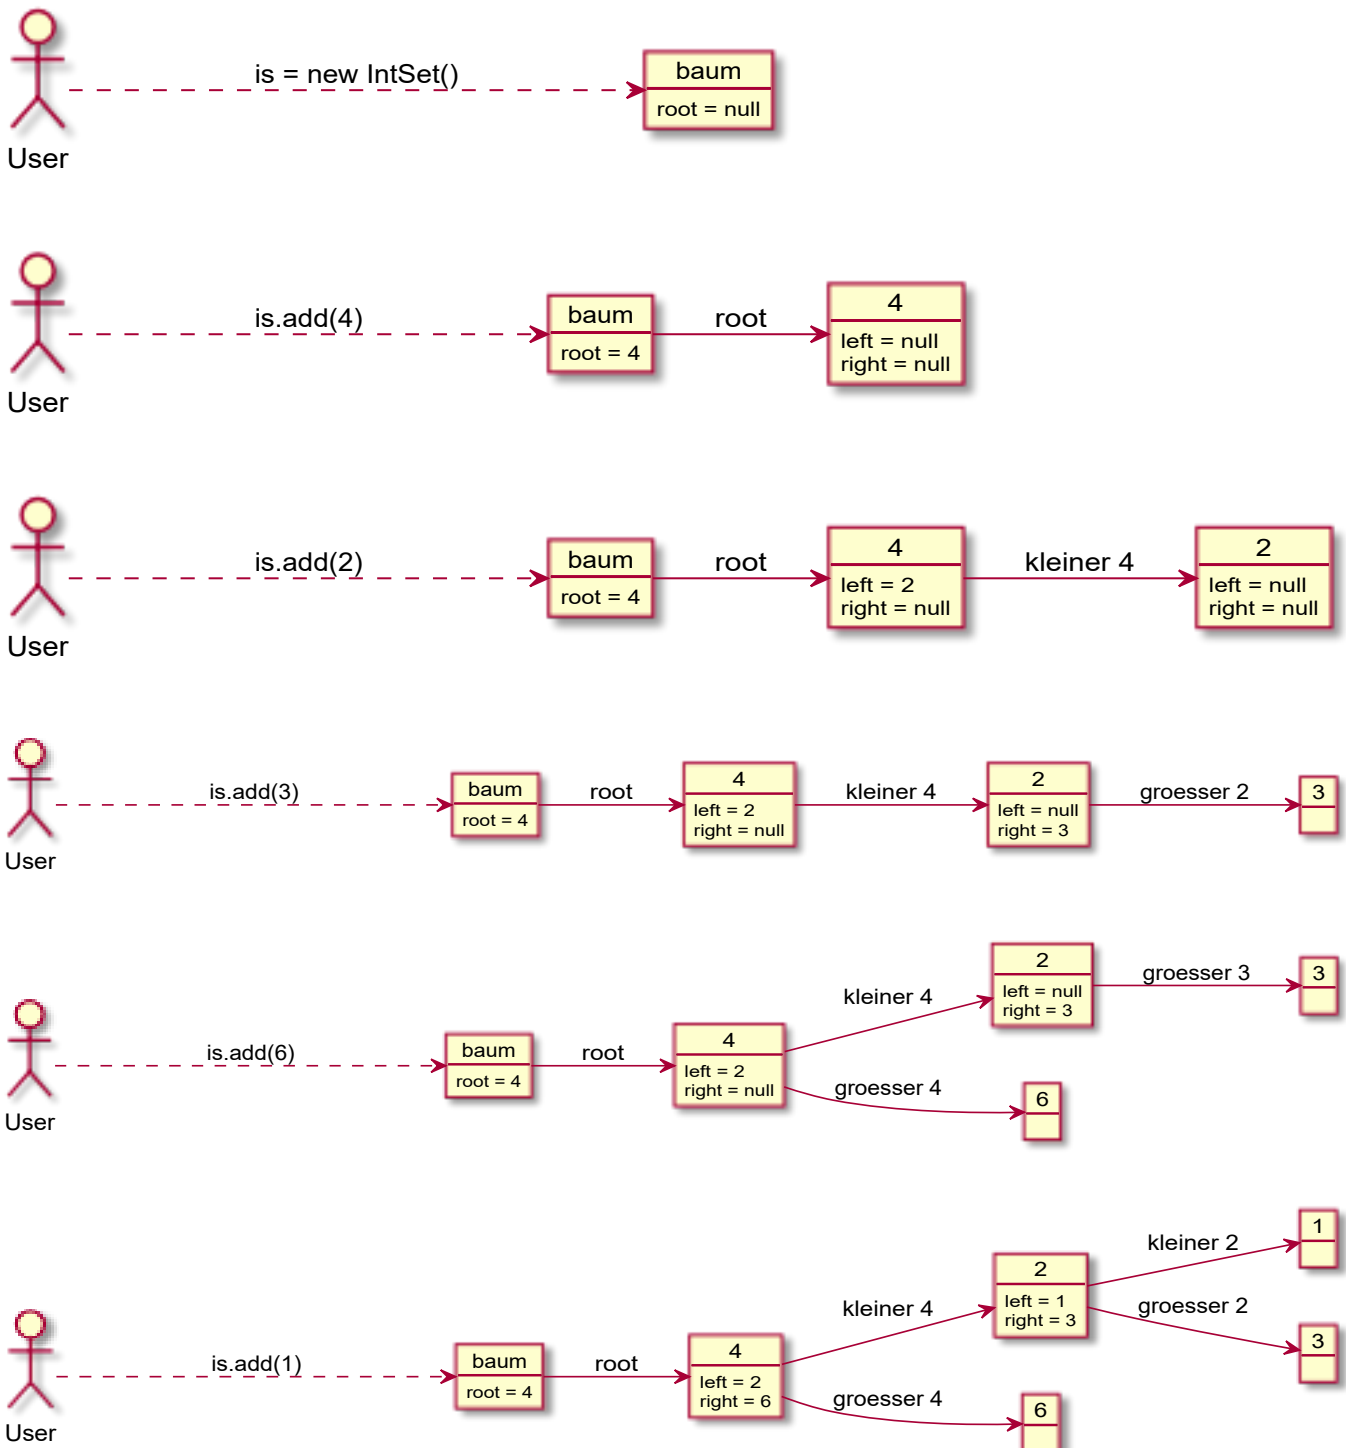 is = new IntSet()
baum
root = null
User
is.add(4)
baum
root = 4
root
4
left = null
right = null
User
is.add(2)
baum
root = 4
root
4
left = 2
right = null
kleiner 4
2
left = null
right = null
User
is.add(3)
baum
root = 4
root
4
left = 2
right = null
kleiner 4
2
left = null
right = 3
groesser 2
3
User
is.add(6)
baum
root = 4
root
4
left = 2
right = null
kleiner 4
2
left = null
right = 3
groesser 3
3
groesser 4
6
User
is.add(1)
baum
root = 4
root
4
left = 2
right = 6
kleiner 4
2
left = 1
right = 3
kleiner 2
1
groesser 2
3
groesser 4
6
User